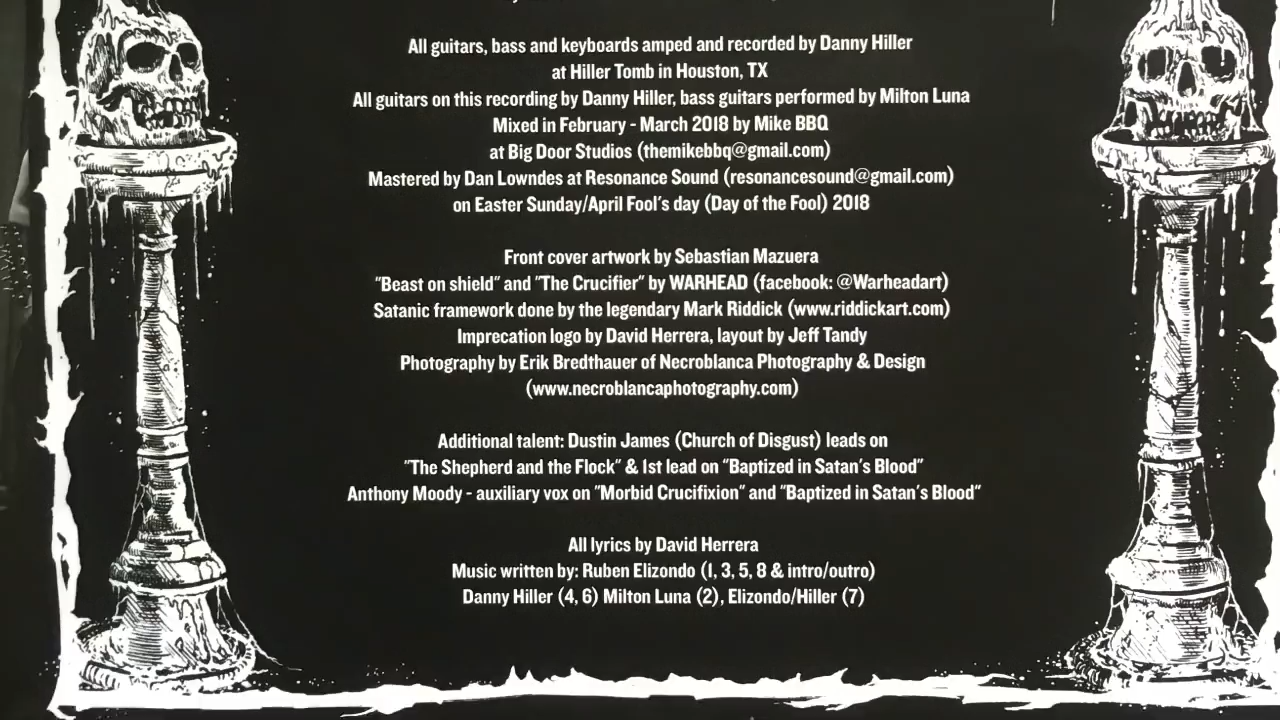 All guitars, bass and keyboards amped and recorded by Danny Hiller
at Hiller Tomb in Houston, TX
All guitars on this recording by Danny Hiller, bass guitars performed by Milton Luna
Mixed in February - March 2018 by Mike BBQ
at Big Door Studios (themikebbq@gmail.com)
Mastered by Dan Lowndes at Resonance Sound (resonancesound@gmail.com)
on Easter Sunday/April Fool's day (Day of the Fool) 2018
Front cover artwork by Sebastian Mazuera
"Beast on shield" and "The Crucifier" by WARHEAD (facebook: @Warheadart)
Satanic framework done by the legendary Mark Riddick (www.riddickart.com)
Imprecation logo by David Herrera, layout by Jeff Tandy
Photography by Erik Bredthauer of Necroblanca Photography & Design
(www.necroblancaphotography.com)
Additional talent: Dustin James (Church of Disgust) leads on
"The Shepherd and the Flock" & 1st lead on "Baptized in Satan's Blood"
Anthony Moody - auxiliary vox on "Morbid Crucifixion" and "Baptized in Satan's Blood"
All lyrics by David Herrera
Music written by: Ruben Elizondo (1, 3, 5, 8 & intro/outro)
Danny Hiller (4, 6) Milton Luna (2), Elizondo/Hiller (7)